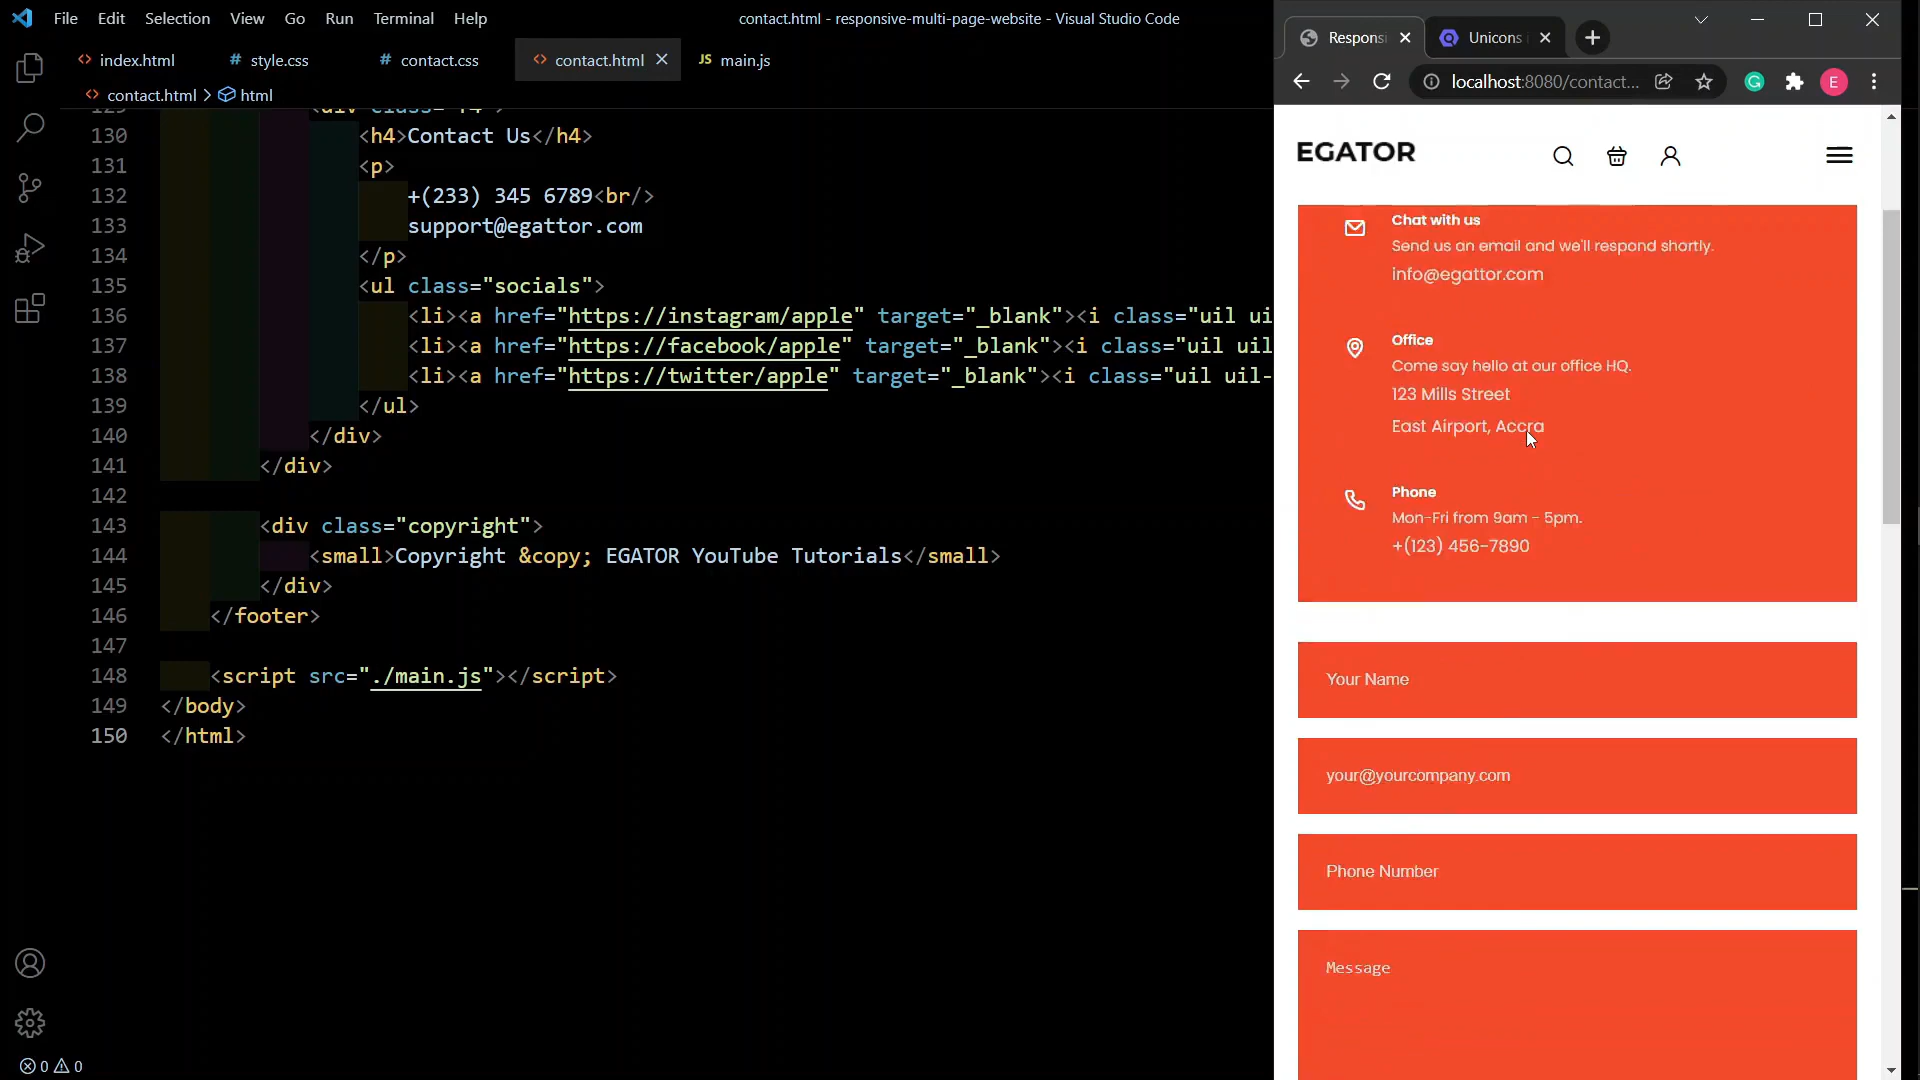 File Edit Selection View Go Run Terminal Help
contact.html - responsive-multi-page-website - Visual Studio Code
index.html # style.css # contact.css contact.html JS main.js
contact.html > html
129 <div class="f4">
130 <h4>Contact Us</h4>
131 <p>
132 +(233) 345 6789<br/>
133 support@egattor.com
134 </p>
135 <ul class="socials">
136 <li><a href="https://instagram/apple" target="_blank"><i class="uil ui
137 <li><a href="https://facebook/apple" target="_blank"><i class="uil uil
138 <li><a href="https://twitter/apple" target="_blank"><i class="uil uil-
139 </ul>
140 </div>
141 </div>
142
143 <div class="copyright">
144 <small>Copyright &copy; EGATOR YouTube Tutorials</small>
145 </div>
146 </footer>
147
148 <script src="./main.js"></script>
149 </body>
150 </html>
0 0
Responsi Unicons
localhost:8080/contact...
E
EGATOR
Chat with us
Send us an email and we'll respond shortly.
info@egattor.com
Office
Come say hello at our office HQ.
123 Mills Street
East Airport, Accra
Phone
Mon-Fri from 9am - 5pm.
+(123) 456-7890
Your Name
your@yourcompany.com
Phone Number
Message